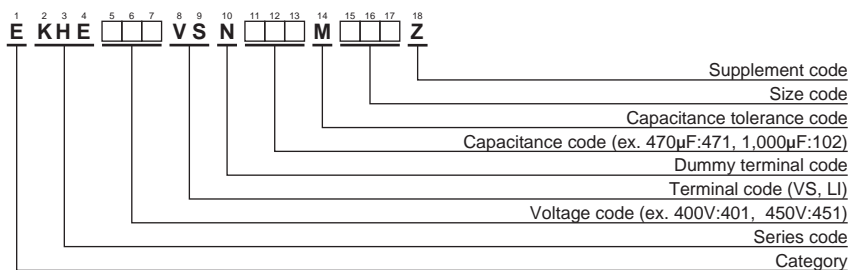 1 2 3 4 5 6 7 8 9 10 11 12 13 14 15 16 17 18
E K H E V S N M Z
Supplement code
Size code
Capacitance tolerance code
Capacitance code (ex. 470μF:471, 1,000μF:102)
Dummy terminal code
Terminal code (VS, LI)
Voltage code (ex. 400V:401, 450V:451)
Series code
Category